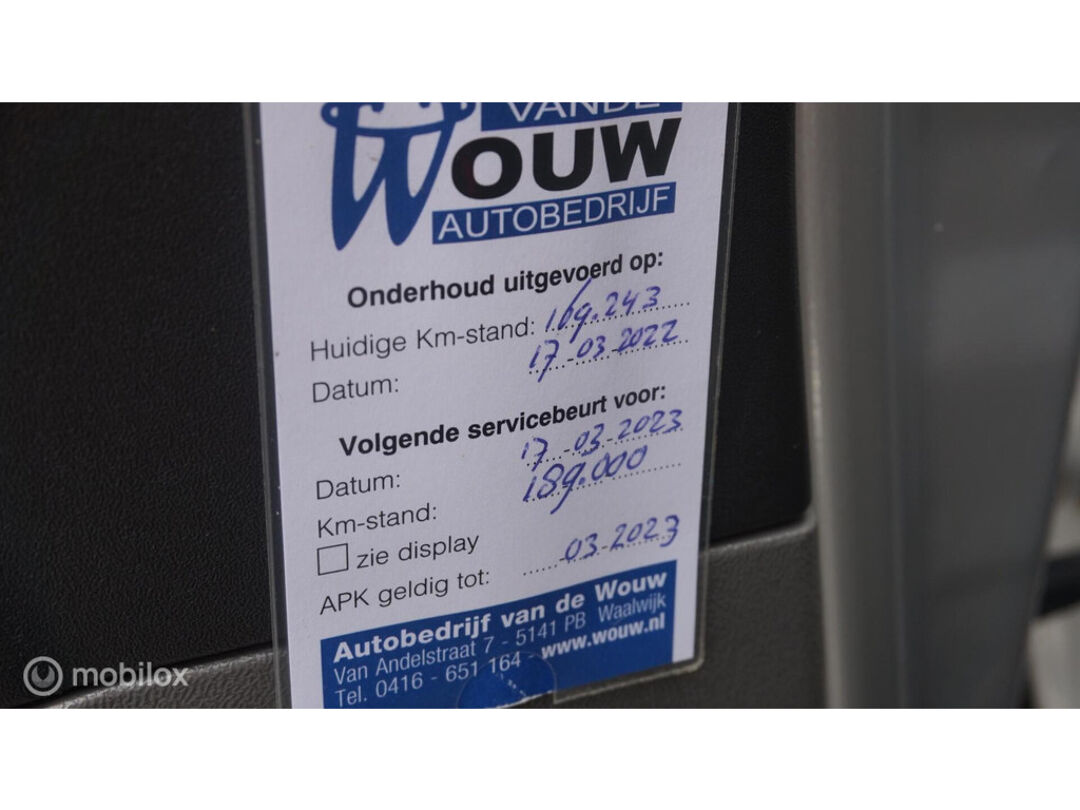 VAN DE
WOUW
AUTOBEDRIJF
Onderhoud uitgevoerd op:
Huidige Km-stand: 169.243
Datum: 17-03-2022
Volgende servicebeurt voor:
Datum: 17-03-2023
Km-stand: 189.000
zie display
APK geldig tot: 03-2023
Autobedrijf van de Wouw
Van Andelstraat 7 - 5141 PB Waalwijk
Tel. 0416 - 651 164 - www.wouw.nl
mobilox